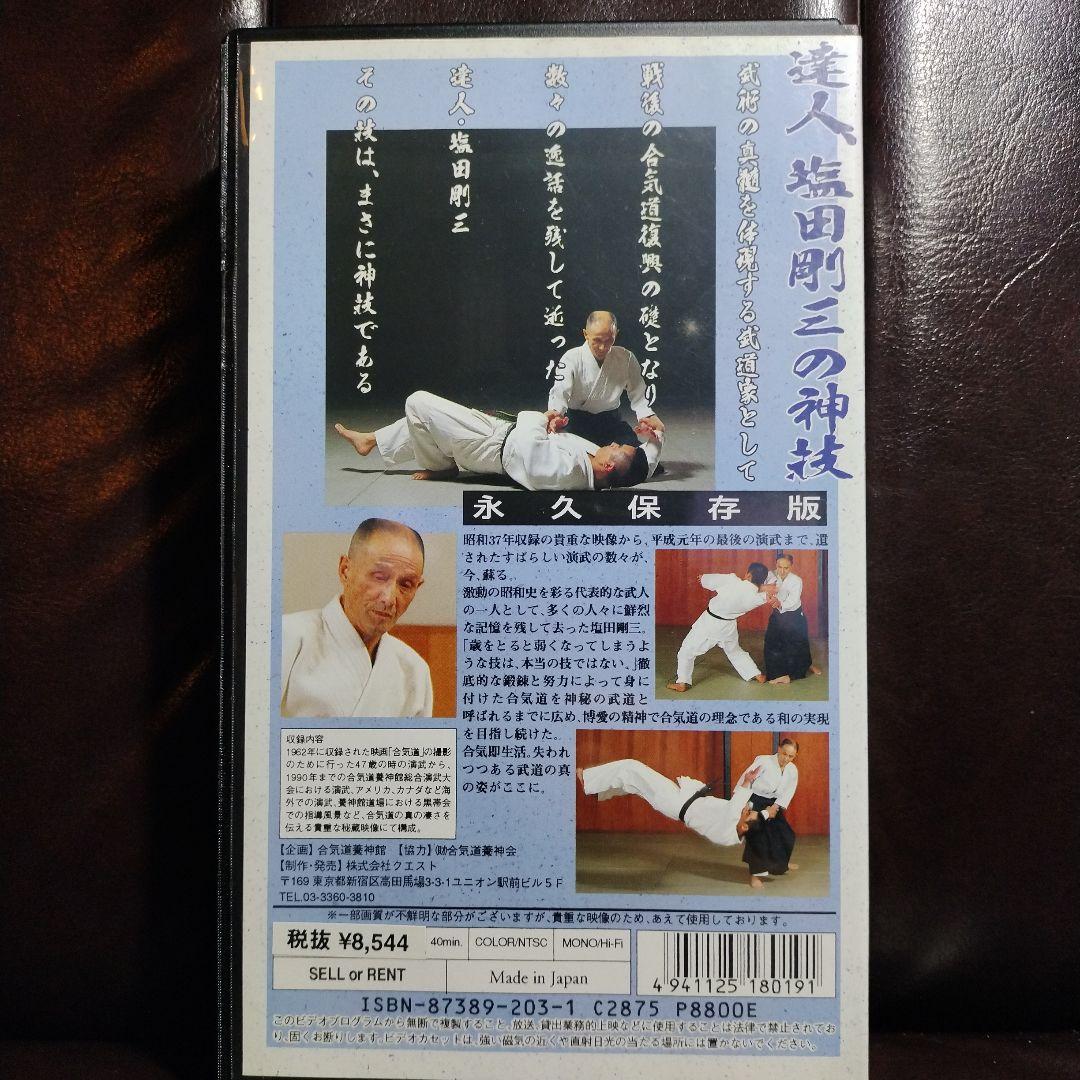 達人 塩田剛三の神技
武術の真髄を体現する武道家として
戦後の合気道復興の礎となり
数々の逸話を残して逝った
達人・塩田剛三
その技は、まさに神技である
永久保存版
昭和37年収録の貴重な映像から、平成元年の最後の演武まで、遺
されたすばらしい演武の数々が、
今、蘇る。
激動の昭和史を彩る代表的な武人
の一人として、多くの人々に鮮烈
な記憶を残して去った塩田剛三。
「歳をとると弱くなってしまうよ
うな技は、本当の技ではない。」徹
底的な鍛錬と努力によって身に
付けた合気道を神秘の武道と
呼ばれるまでに広め、博愛の精神で合気道の理念である和の実現
を目指し続けた。
合気即生活。失われ
つつある武道の真
の姿がここに。
収録内容
1962年に収録された映画「合気道」の撮影
のために行った47歳の時の演武から、
1990年までの合気道養神館総合演武大
会における演武、アメリカ、カナダなど海
外での演武、養神館道場における黒帯会
での指導風景など、合気道の真の凄さを
伝える貴重な秘蔵映像にて構成。
【企画】合気道養神館 【協力】㈶合気道養神会
【制作・発売】株式会社クエスト
〒169 東京都新宿区高田馬場3-3-1ユニオン駅前ビル5F
TEL.03-3360-3810
※一部画質が不鮮明な部分がございますが、貴重な映像のため、あえて使用しております。
税抜 ¥8,544 40min. COLOR/NTSC MONO/Hi-Fi
SELL or RENT Made in Japan
4 941125 180191
ISBN-87389-203-1 C2875 P8800E
このビデオプログラムから無断で複製すること、放送、貸出業務的上映などに使用することは法律で禁止されてお
り、固くお断りします。ビデオカセットは、強い磁気の近くや直射日光の当たる場所には置かないでください。